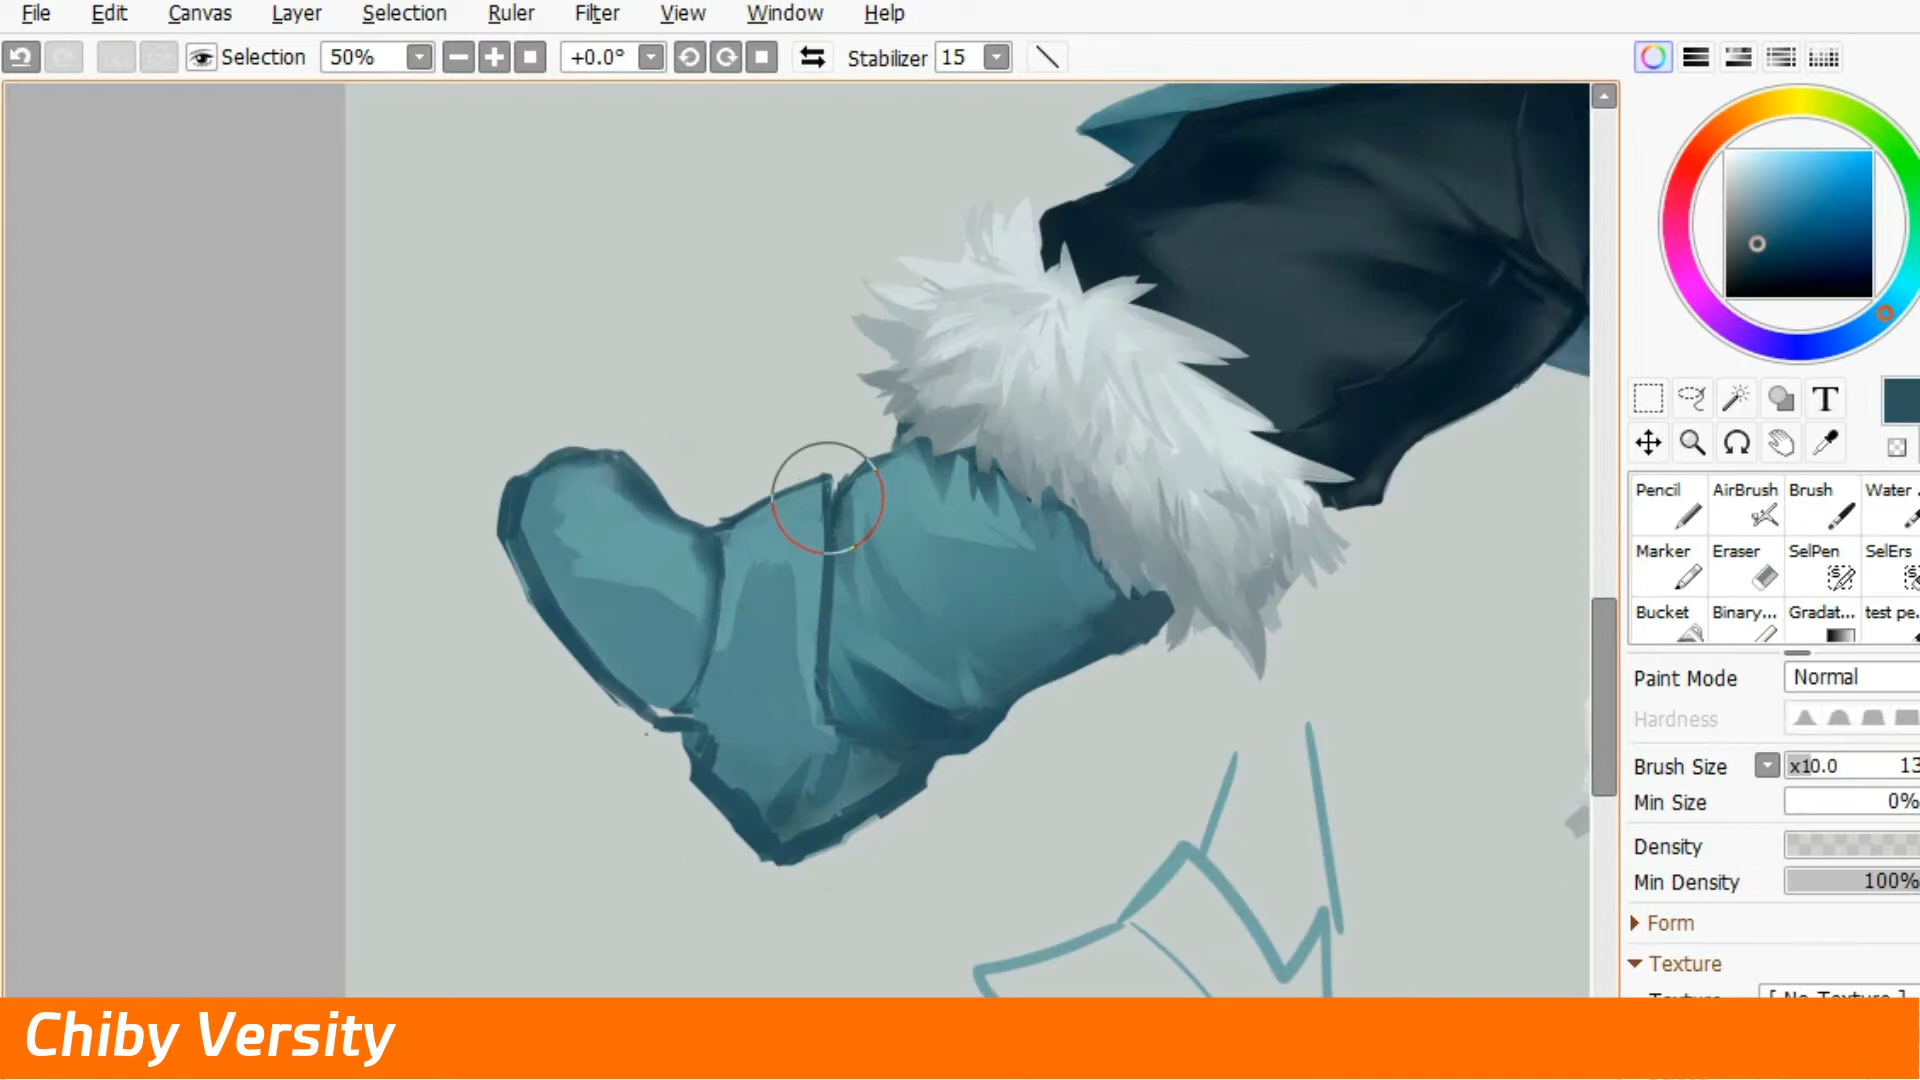 File Edit Canvas Layer Selection Ruler Filter View Window Help
Selection 50% +0.0° Stabilizer 15
T
Pencil AirBrush Brush Water
Marker Eraser SelPen SelErs
Bucket Binary... Gradat... test pe..
Paint Mode Normal
Hardness
Brush Size x10.0 13
Min Size 0%
Density
Min Density 100%
Form
Texture
Chiby Versity